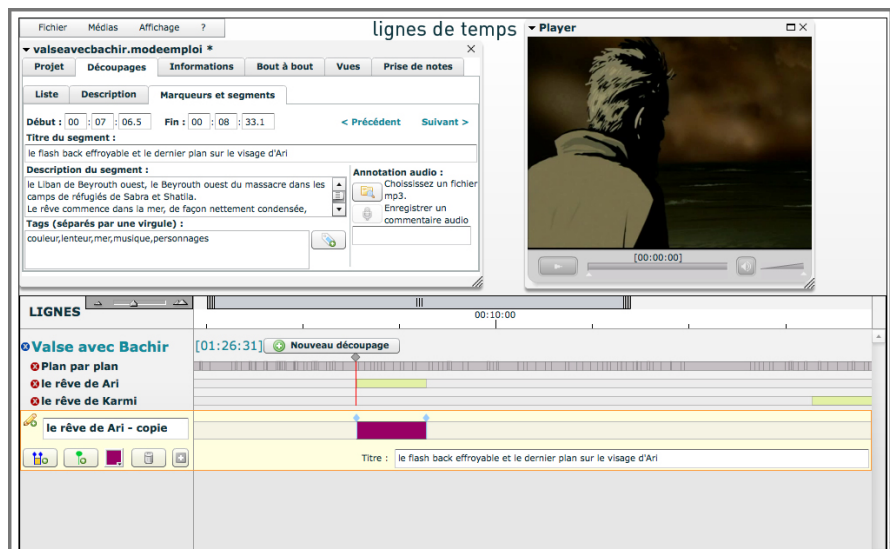 Fichier Médias Affichage ?
lignes de temps
valseavecbachir.modeemploi *
Projet Découpages Informations Bout à bout Vues Prise de notes
Liste Description Marqueurs et segments
Début : 00 : 07 : 06.5 Fin : 00 : 08 : 33.1 < Précédent Suivant >
Titre du segment :
le flash back effroyable et le dernier plan sur le visage d'Ari
Description du segment :
le Liban de Beyrouth ouest, le Beyrouth ouest du massacre dans les
camps de réfugiés de Sabra et Shatila.
Le rêve commence dans la mer, de façon nettement condensée,
Tags (séparés par une virgule) :
couleur,lenteur,mer,musique,personnages
Annotation audio :
Choississez un fichier
mp3.
Enregistrer un
commentaire audio
Player
[00:00:00]
LIGNES
00:10:00
Valse avec Bachir [01:26:31] Nouveau découpage
Plan par plan
le rêve de Ari
le rêve de Karmi
le rêve de Ari - copie
Titre : le flash back effroyable et le dernier plan sur le visage d'Ari